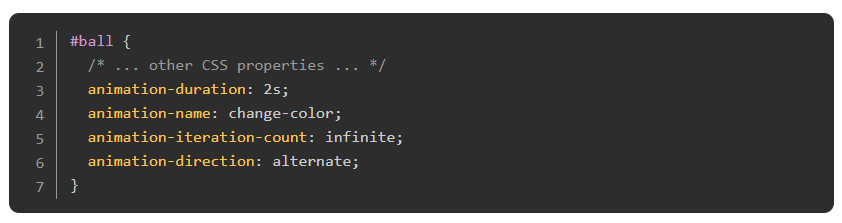 1 #ball {
2 /* ... other CSS properties ... */
3 animation-duration: 2s;
4 animation-name: change-color;
5 animation-iteration-count: infinite;
6 animation-direction: alternate;
7 }